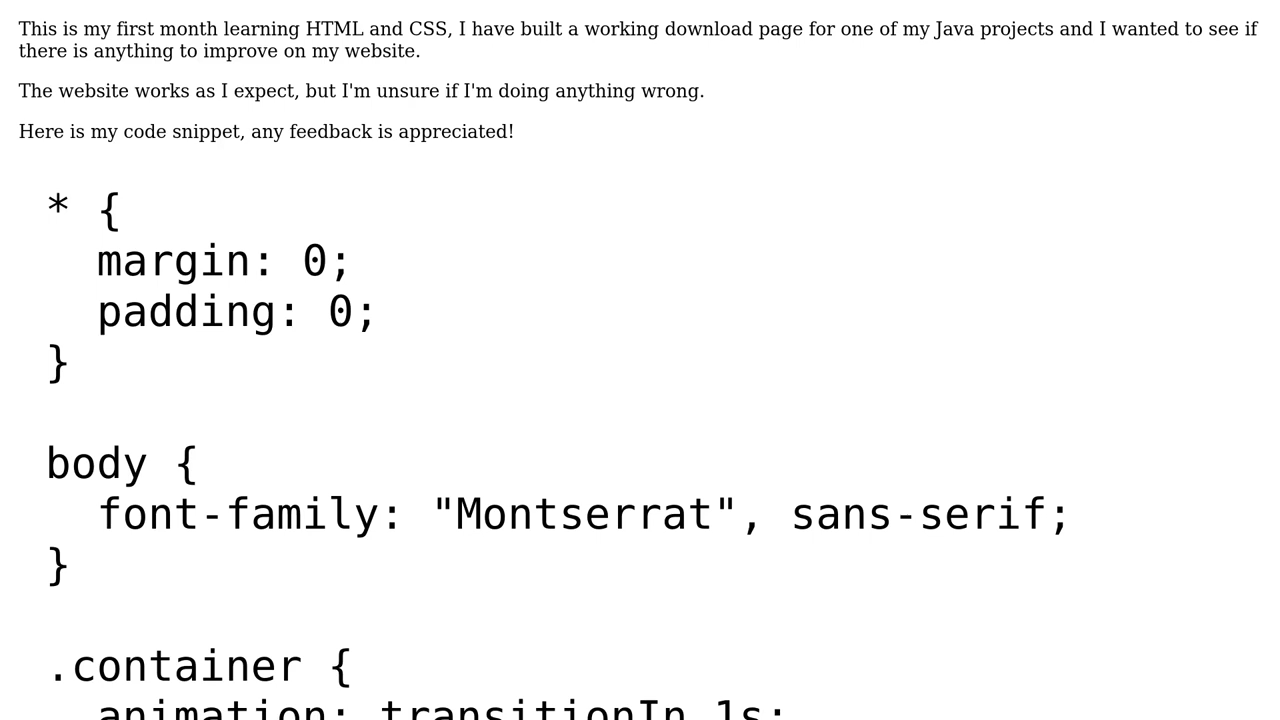 This is my first month learning HTML and CSS, I have built a working download page for one of my Java projects and I wanted to see if
there is anything to improve on my website.
The website works as I expect, but I'm unsure if I'm doing anything wrong.
Here is my code snippet, any feedback is appreciated!
* {
  margin: 0;
  padding: 0;
}
body {
  font-family: "Montserrat", sans-serif;
}
.container {
  animation: transitionIn 1s;